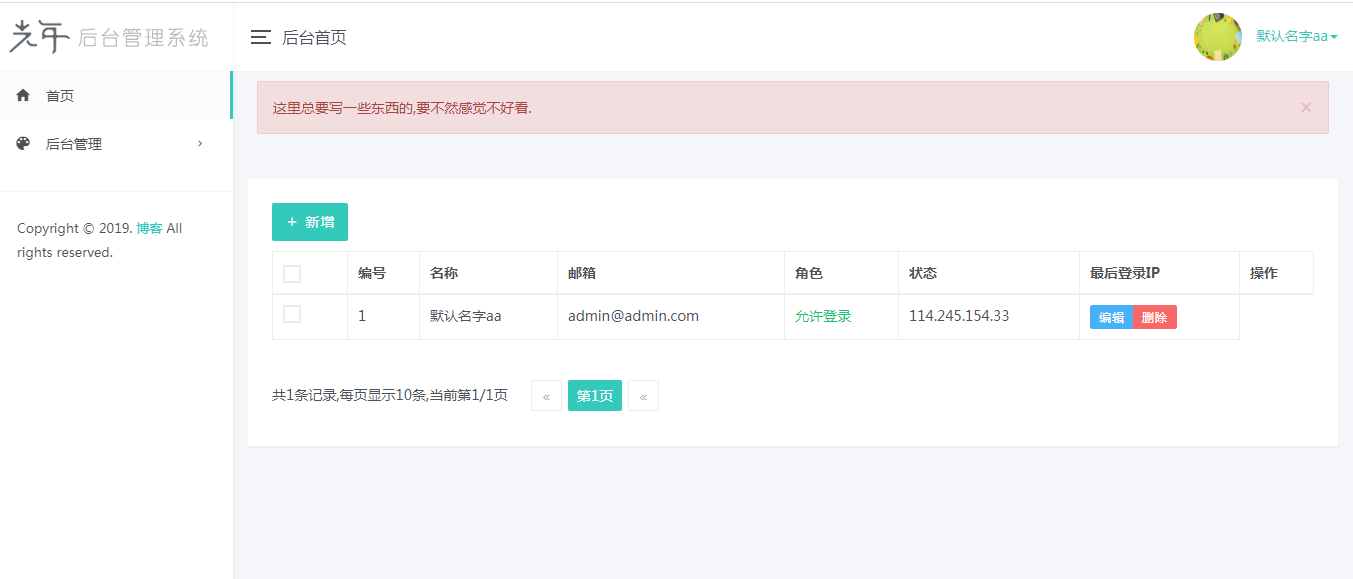 先年 后台管理系统
后台首页
默认名字aa
首页
后台管理
Copyright © 2019. 博客 All
rights reserved.
这里总要写一些东西的,要不然感觉不好看.
×
+ 新增
编号 名称 邮箱 角色 状态 最后登录IP 操作
1 默认名字aa admin@admin.com 允许登录 114.245.154.33 编辑 删除
共1条记录,每页显示10条,当前第1/1页 « 第1页 «